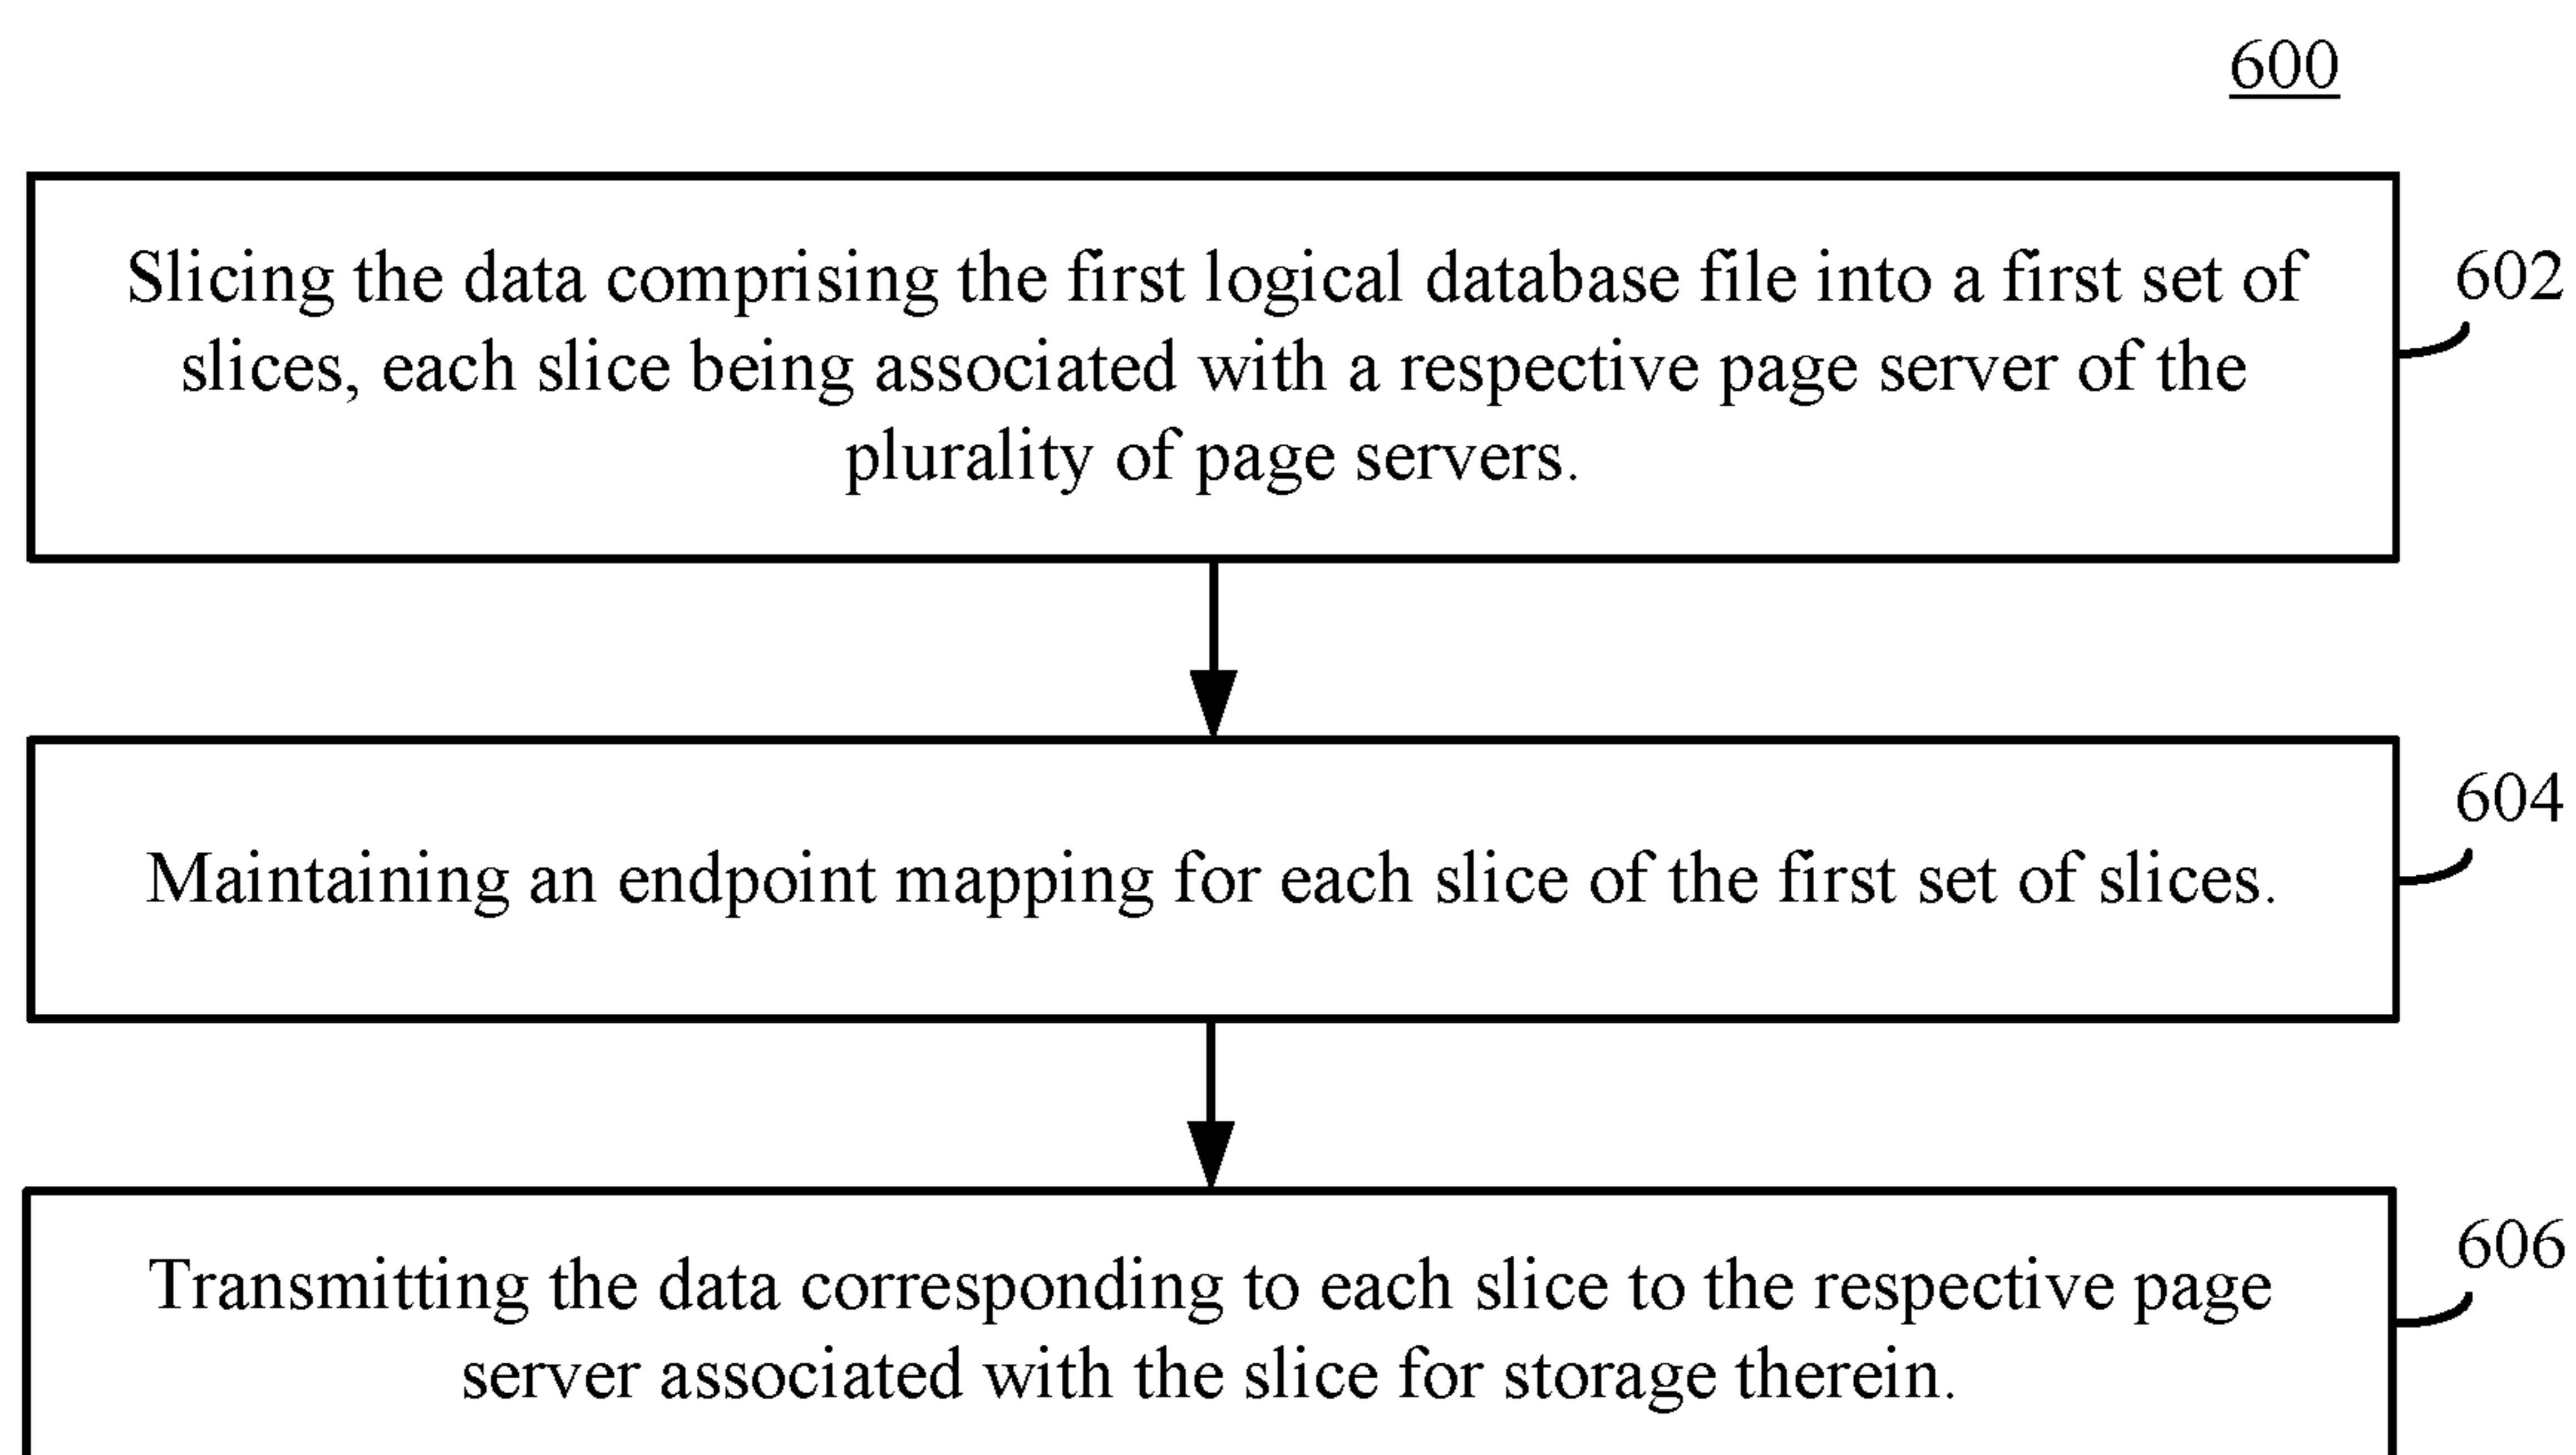 600
Slicing the data comprising the first logical database file into a first set of
slices, each slice being associated with a respective page server of the
plurality of page servers.
602
Maintaining an endpoint mapping for each slice of the first set of slices.
604
Transmitting the data corresponding to each slice to the respective page
server associated with the slice for storage therein.
606